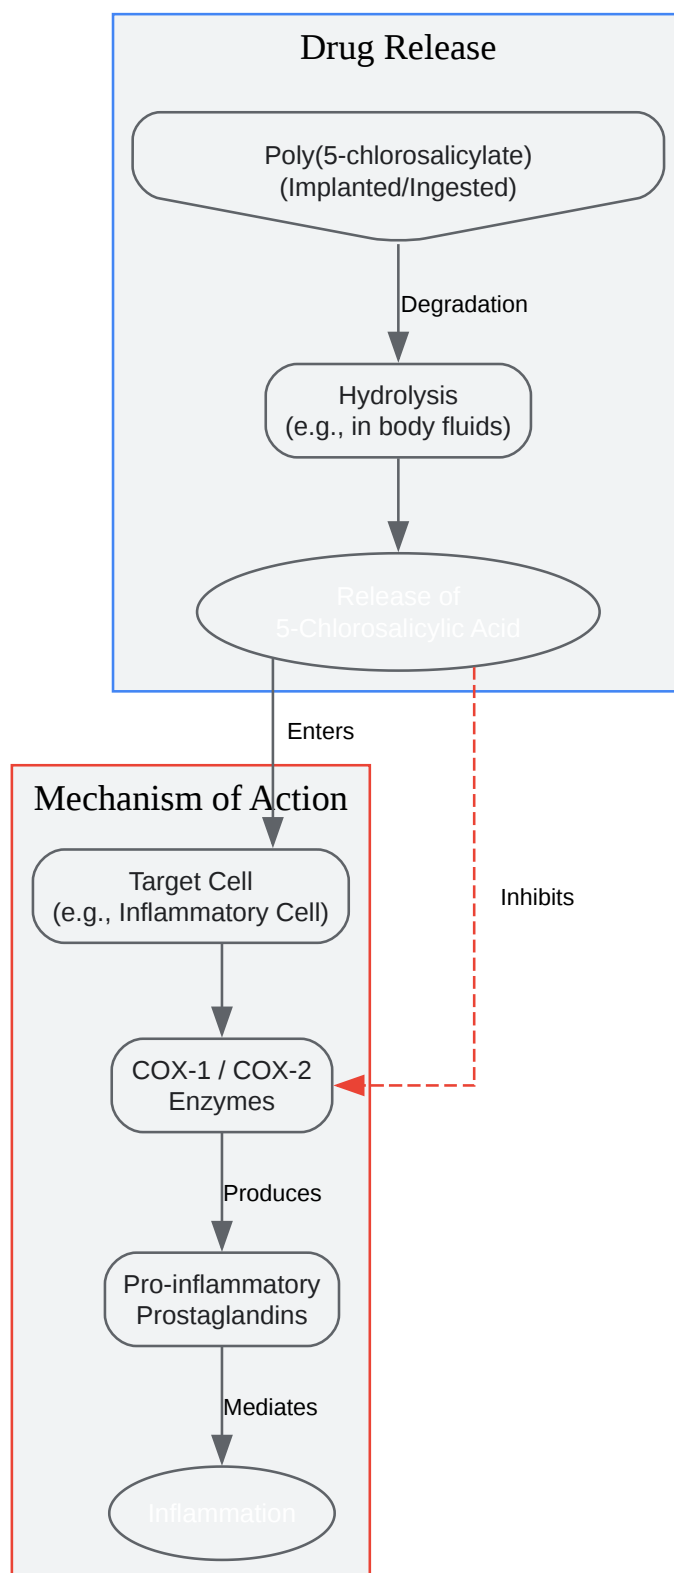 Drug Release
Poly(5-chlorosalicylate)
(Implanted/Ingested)
Degradation
Hydrolysis
(e.g., in body fluids)
Release of
5-Chlorosalicylic Acid
Enters
Mechanism of Action
Target Cell
(e.g., Inflammatory Cell)
Inhibits
COX-1 / COX-2
Enzymes
Produces
Pro-inflammatory
Prostaglandins
Mediates
Inflammation